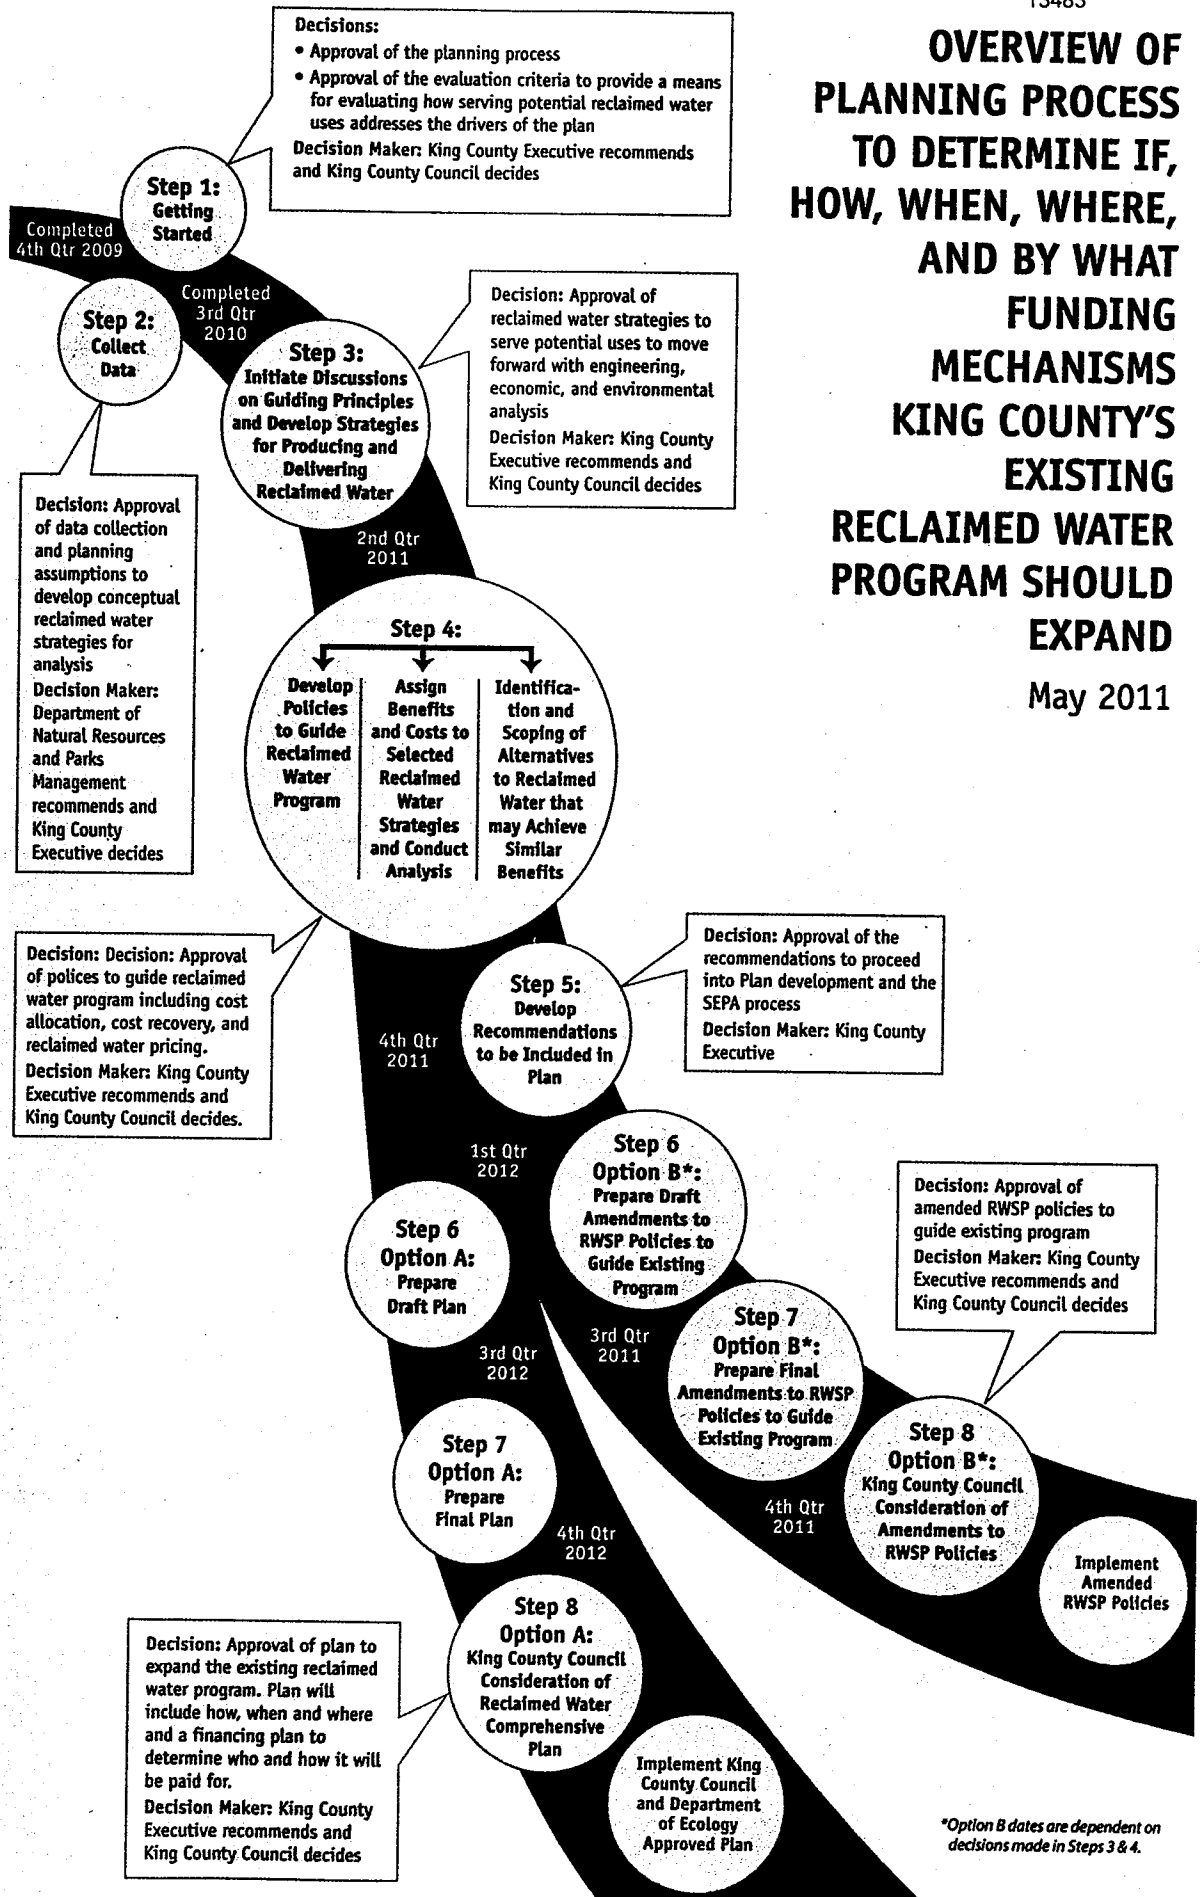 OVERVIEW OF
PLANNING PROCESS
TO DETERMINE IF,
HOW, WHEN, WHERE,
AND BY WHAT
FUNDING
MECHANISMS
KING COUNTY'S
EXISTING
RECLAIMED WATER
PROGRAM SHOULD
EXPAND
May 2011
Decisions:
• Approval of the planning process
• Approval of the evaluation criteria to provide a means
for evaluating how serving potential reclaimed water
uses addresses the drivers of the plan
Decision Maker: King County Executive recommends
and King County Council decides
Step 1:
Getting
Started
Completed
4th Qtr 2009
Step 2:
Collect
Data
Completed
3rd Qtr
2010
Decision: Approval
of data collection
and planning
assumptions to
develop conceptual
reclaimed water
strategies for
analysis
Decision Maker:
Department of
Natural Resources
and Parks
Management
recommends and
King County
Executive decides
Step 3:
Initiate Discussions
on Guiding Principles
and Develop Strategies
for Producing and
Delivering
Reclaimed Water
Decision: Approval of
reclaimed water strategies to
serve potential uses to move
forward with engineering,
economic, and environmental
analysis
Decision Maker: King County
Executive recommends and
King County Council decides
2nd Qtr
2011
Step 4:
Develop
Policies
to Guide
Reclaimed
Water
Program
Assign
Benefits
and Costs to
Selected
Reclaimed
Water
Strategies
and Conduct
Analysis
Identifica-
tion and
Scoping of
Alternatives
to Reclaimed
Water that
may Achieve
Similar
Benefits
Decision: Decision: Approval
of polices to guide reclaimed
water program including cost
allocation, cost recovery, and
reclaimed water pricing.
Decision Maker: King County
Executive recommends and
King County Council decides.
4th Qtr
2011
Step 5:
Develop
Recommendations
to be Included in
Plan
Decision: Approval of the
recommendations to proceed
into Plan development and the
SEPA process
Decision Maker: King County
Executive
1st Qtr
2012
Step 6
Option A:
Prepare
Draft Plan
Step 6
Option B*:
Prepare Draft
Amendments to
RWSP Policies to
Guide Existing
Program
3rd Qtr
2012
3rd Qtr
2011
Step 7
Option A:
Prepare
Final Plan
Step 7
Option B*:
Prepare Final
Amendments to RWSP
Policies to Guide
Existing Program
Decision: Approval of
amended RWSP policies to
guide existing program
Decision Maker: King County
Executive recommends and
King County Council decides
4th Qtr
2012
4th Qtr
2011
Step 8
Option B*:
King County Council
Consideration of
Amendments to
RWSP Policies
Implement
Amended
RWSP Policies
Step 8
Option A:
King County Council
Consideration of
Reclaimed Water
Comprehensive
Plan
Decision: Approval of plan to
expand the existing reclaimed
water program. Plan will
include how, when and where
and a financing plan to
determine who and how it will
be paid for.
Decision Maker: King County
Executive recommends and
King County Council decides
Implement King
County Council
and Department
of Ecology
Approved Plan
*Option B dates are dependent on
decisions made in Steps 3 & 4.